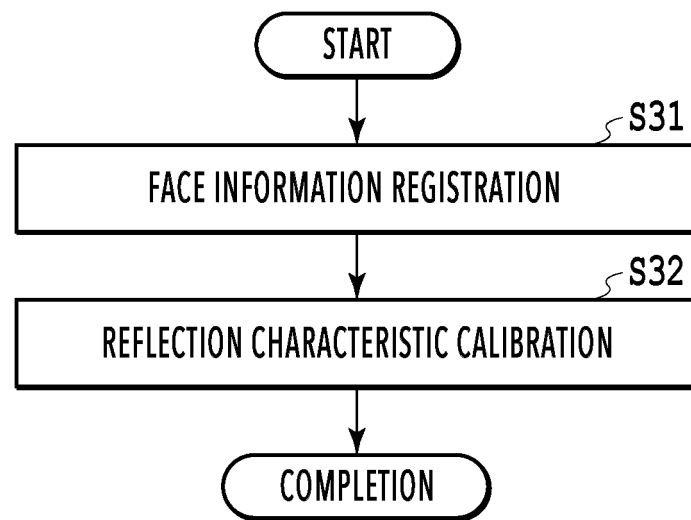 START
S31
FACE INFORMATION REGISTRATION
S32
REFLECTION CHARACTERISTIC CALIBRATION
COMPLETION